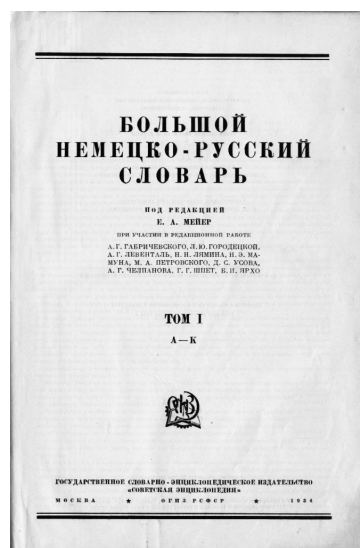 БОЛЬШОЙ
НЕМЕЦКО-РУССКИЙ
СЛОВАРЬ
ПОД РЕДАКЦИЕЙ
Е. А. МЕЙЕР
ПРИ УЧАСТИИ В РЕДАКЦИОННОЙ РАБОТЕ
А. Г. ГАБРИЧЕВСКОГО, Л. Ю. ГОРОДЕЦКОЙ,
А. Г. ЛЕВЕНТАЛЬ, Н. Н. ЛЯМИНА, Н. Э. МА-
МУНА, М. А. ПЕТРОВСКОГО, Д. С. УСОВА,
А. Г. ЧЕЛПАНОВА, Г. Г. ШПЕТ, Б. И. ЯРХО
ТОМ I
А—К
ГОСУДАРСТВЕННОЕ СЛОВАРНО-ЭНЦИКЛОПЕДИЧЕСКОЕ ИЗДАТЕЛЬСТВО
«СОВЕТСКАЯ ЭНЦИКЛОПЕДИЯ»
МОСКВА ★ ОГИЗ РСФСР ★ 1934